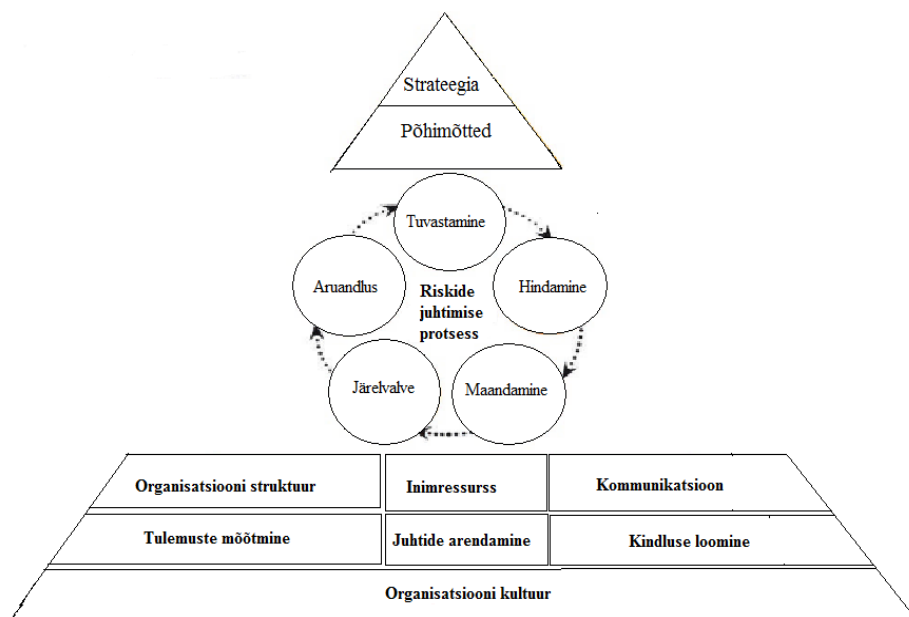 Strateegia
Põhimõtted
Tuvastamine
Aruandlus
Hindamine
Riskide
juhtimise
protsess
Järelvalve
Maandamine
Organisatsiooni struktuur
Inimressurss
Kommunikatsioon
Tulemuste mõõtmine
Juhtide arendamine
Kindluse loomine
Organisatsiooni kultuur